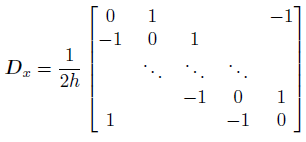 D_x = \frac{1}{2h} \begin{bmatrix} 0 & 1 & & & -1 \\ -1 & 0 & 1 & & \\ & \ddots & \ddots & \ddots & \\ & & -1 & 0 & 1 \\ 1 & & & -1 & 0 \end{bmatrix}